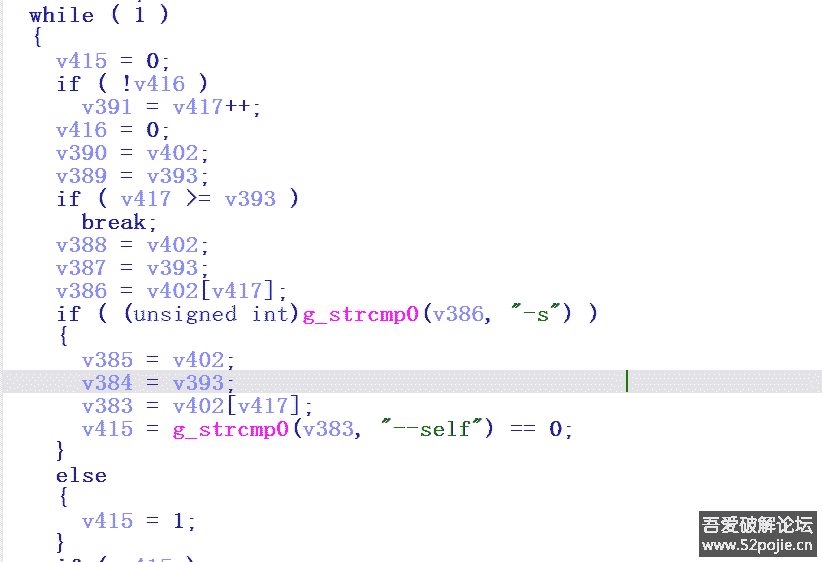 while ( 1 )
{
v415 = 0;
if ( !v416 )
v391 = v417++;
v416 = 0;
v390 = v402;
v389 = v393;
if ( v417 >= v393 )
break;
v388 = v402;
v387 = v393;
v386 = v402[v417];
if ( (unsigned int)g_strcmp0(v386, "-s") )
{
v385 = v402;
v384 = v393;
v383 = v402[v417];
v415 = g_strcmp0(v383, "--self") == 0;
}
else
{
v415 = 1;
}
吾爱破解论坛
www.52pojie.cn